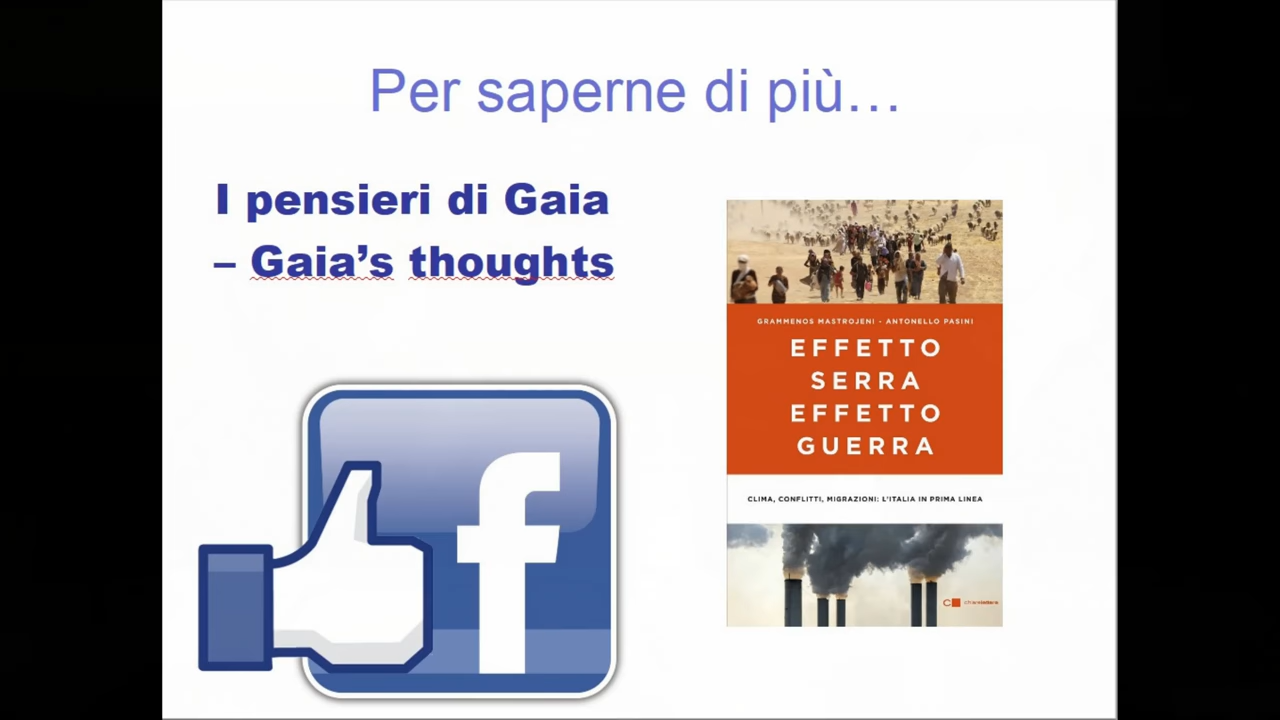 Per saperne di più…
I pensieri di Gaia
– Gaia’s thoughts
f
GRAMMENOS MASTROJENI - ANTONELLO PASINI
EFFETTO
SERRA
EFFETTO
GUERRA
CLIMA, CONFLITTI, MIGRAZIONI: L'ITALIA IN PRIMA LINEA
chiarelettere